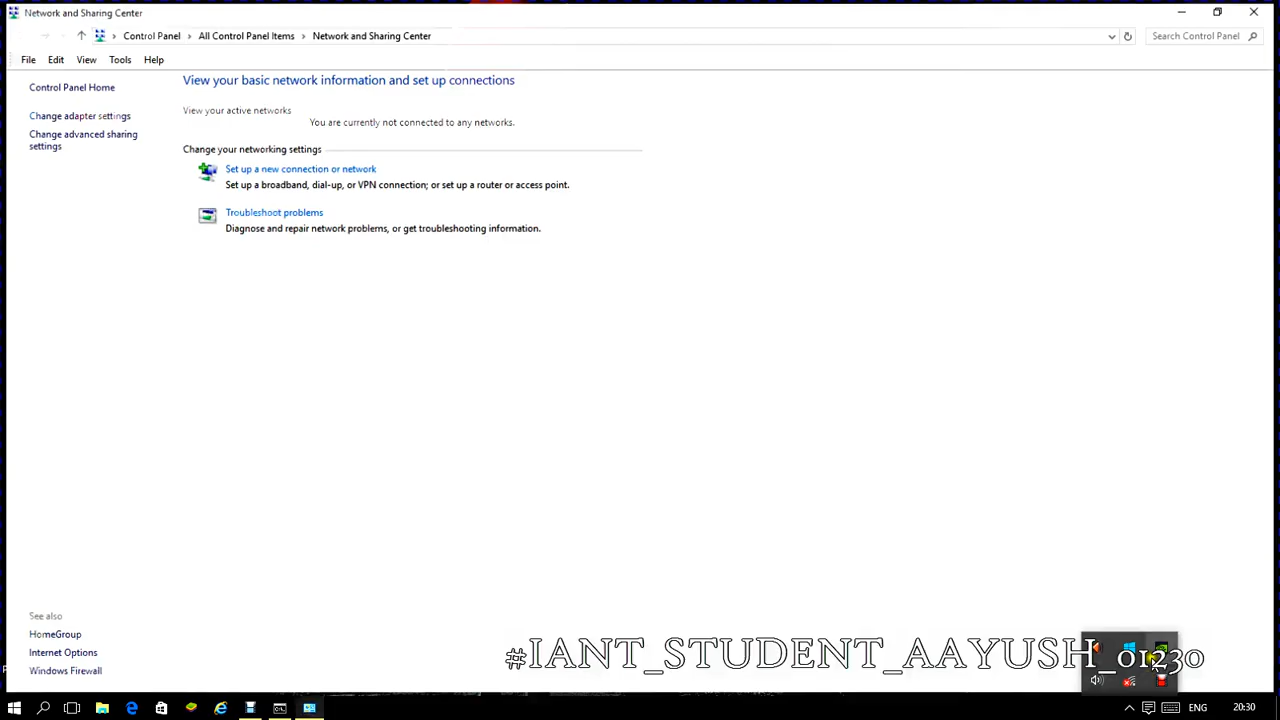 Network and Sharing Center
Control Panel > All Control Panel Items > Network and Sharing Center
Search Control Panel
File Edit View Tools Help
Control Panel Home
Change adapter settings
Change advanced sharing
settings
View your basic network information and set up connections
View your active networks
You are currently not connected to any networks.
Change your networking settings
Set up a new connection or network
Set up a broadband, dial-up, or VPN connection; or set up a router or access point.
Troubleshoot problems
Diagnose and repair network problems, or get troubleshooting information.
See also
HomeGroup
Internet Options
Windows Firewall
#IANT_STUDENT_AAYUSH_01230
ENG 20:30